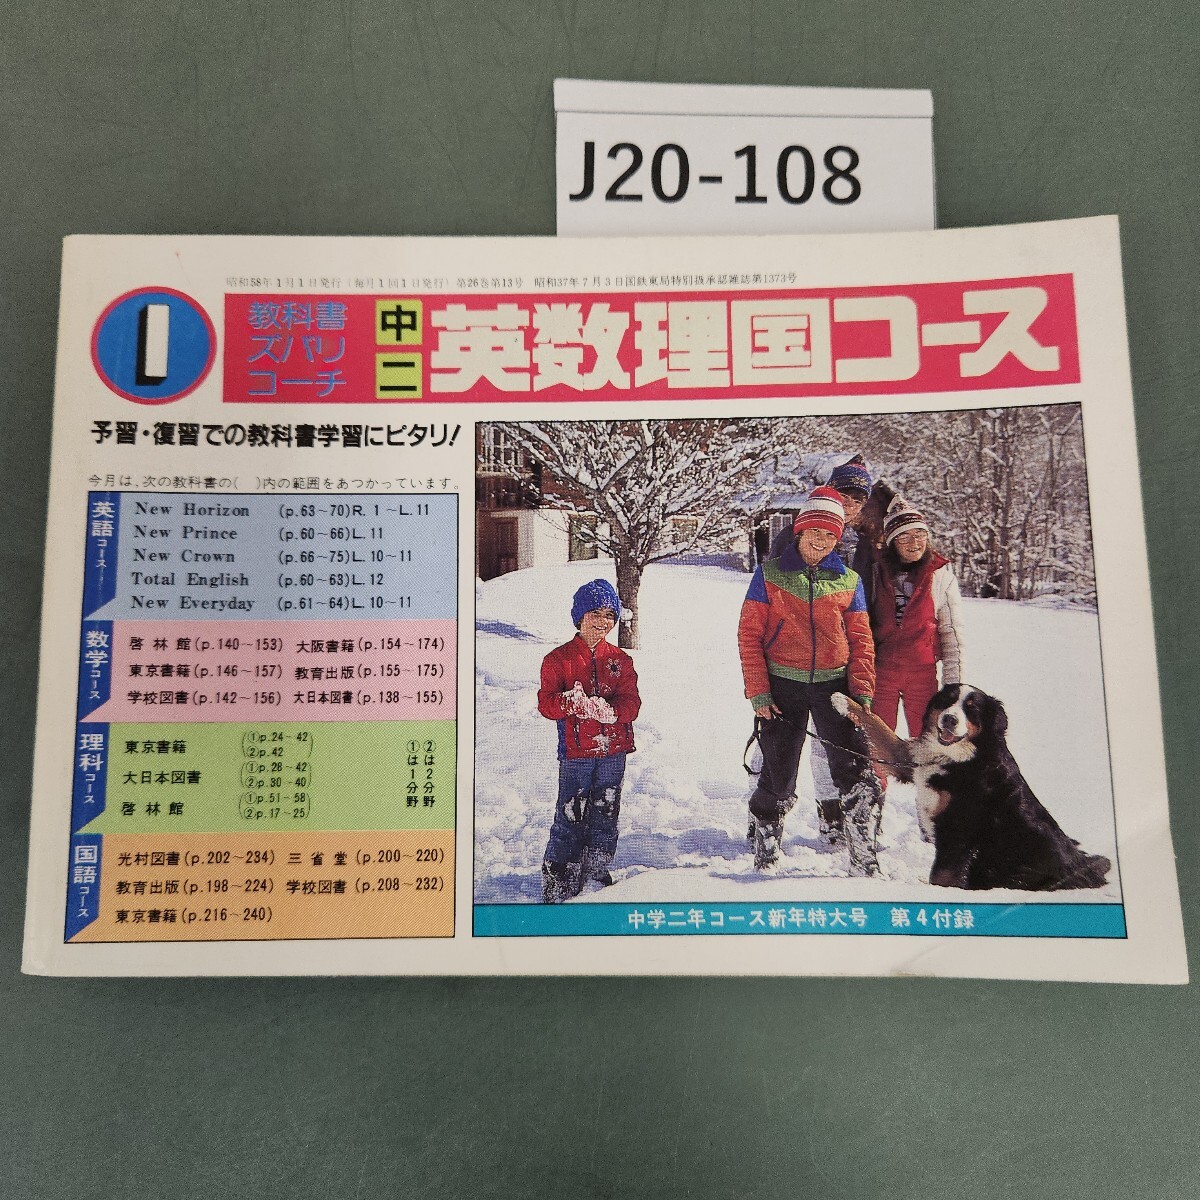 J20-108
昭和58年1月1日発行(毎月1回1日発行) 第26巻第13号 昭和37年7月3日国鉄東局特別扱承認雑誌第1373号
1
教科書
ズバリ
コーチ
中二
英数理国コース
予習・復習での教科書学習にピタリ!
今月は、次の教科書の( )内の範囲をあつかっています。
英語コース
New Horizon (p.63~70)R. 1 ~L.11
New Prince (p.60~66)L.11
New Crown (p.66~75)L.10~11
Total English (p.60~63)L.12
New Everyday (p.61~64)L.10~11
数学コース
啓林館(p.140~153) 大阪書籍(p.154~174)
東京書籍(p.146~157) 教育出版(p.155~175)
学校図書(p.142~156) 大日本図書(p.138~155)
理科コース
東京書籍 (①p.24~42 ②p.42)
大日本図書 (①p.28~42 ②p.30~40)
啓林館 (①p.51~58 ②p.17~25)
①は1分野
②は2分野
国語コース
光村図書(p.202~234) 三省堂(p.200~220)
教育出版(p.198~224) 学校図書(p.208~232)
東京書籍(p.216~240)
中学二年コース新年特大号 第4付録